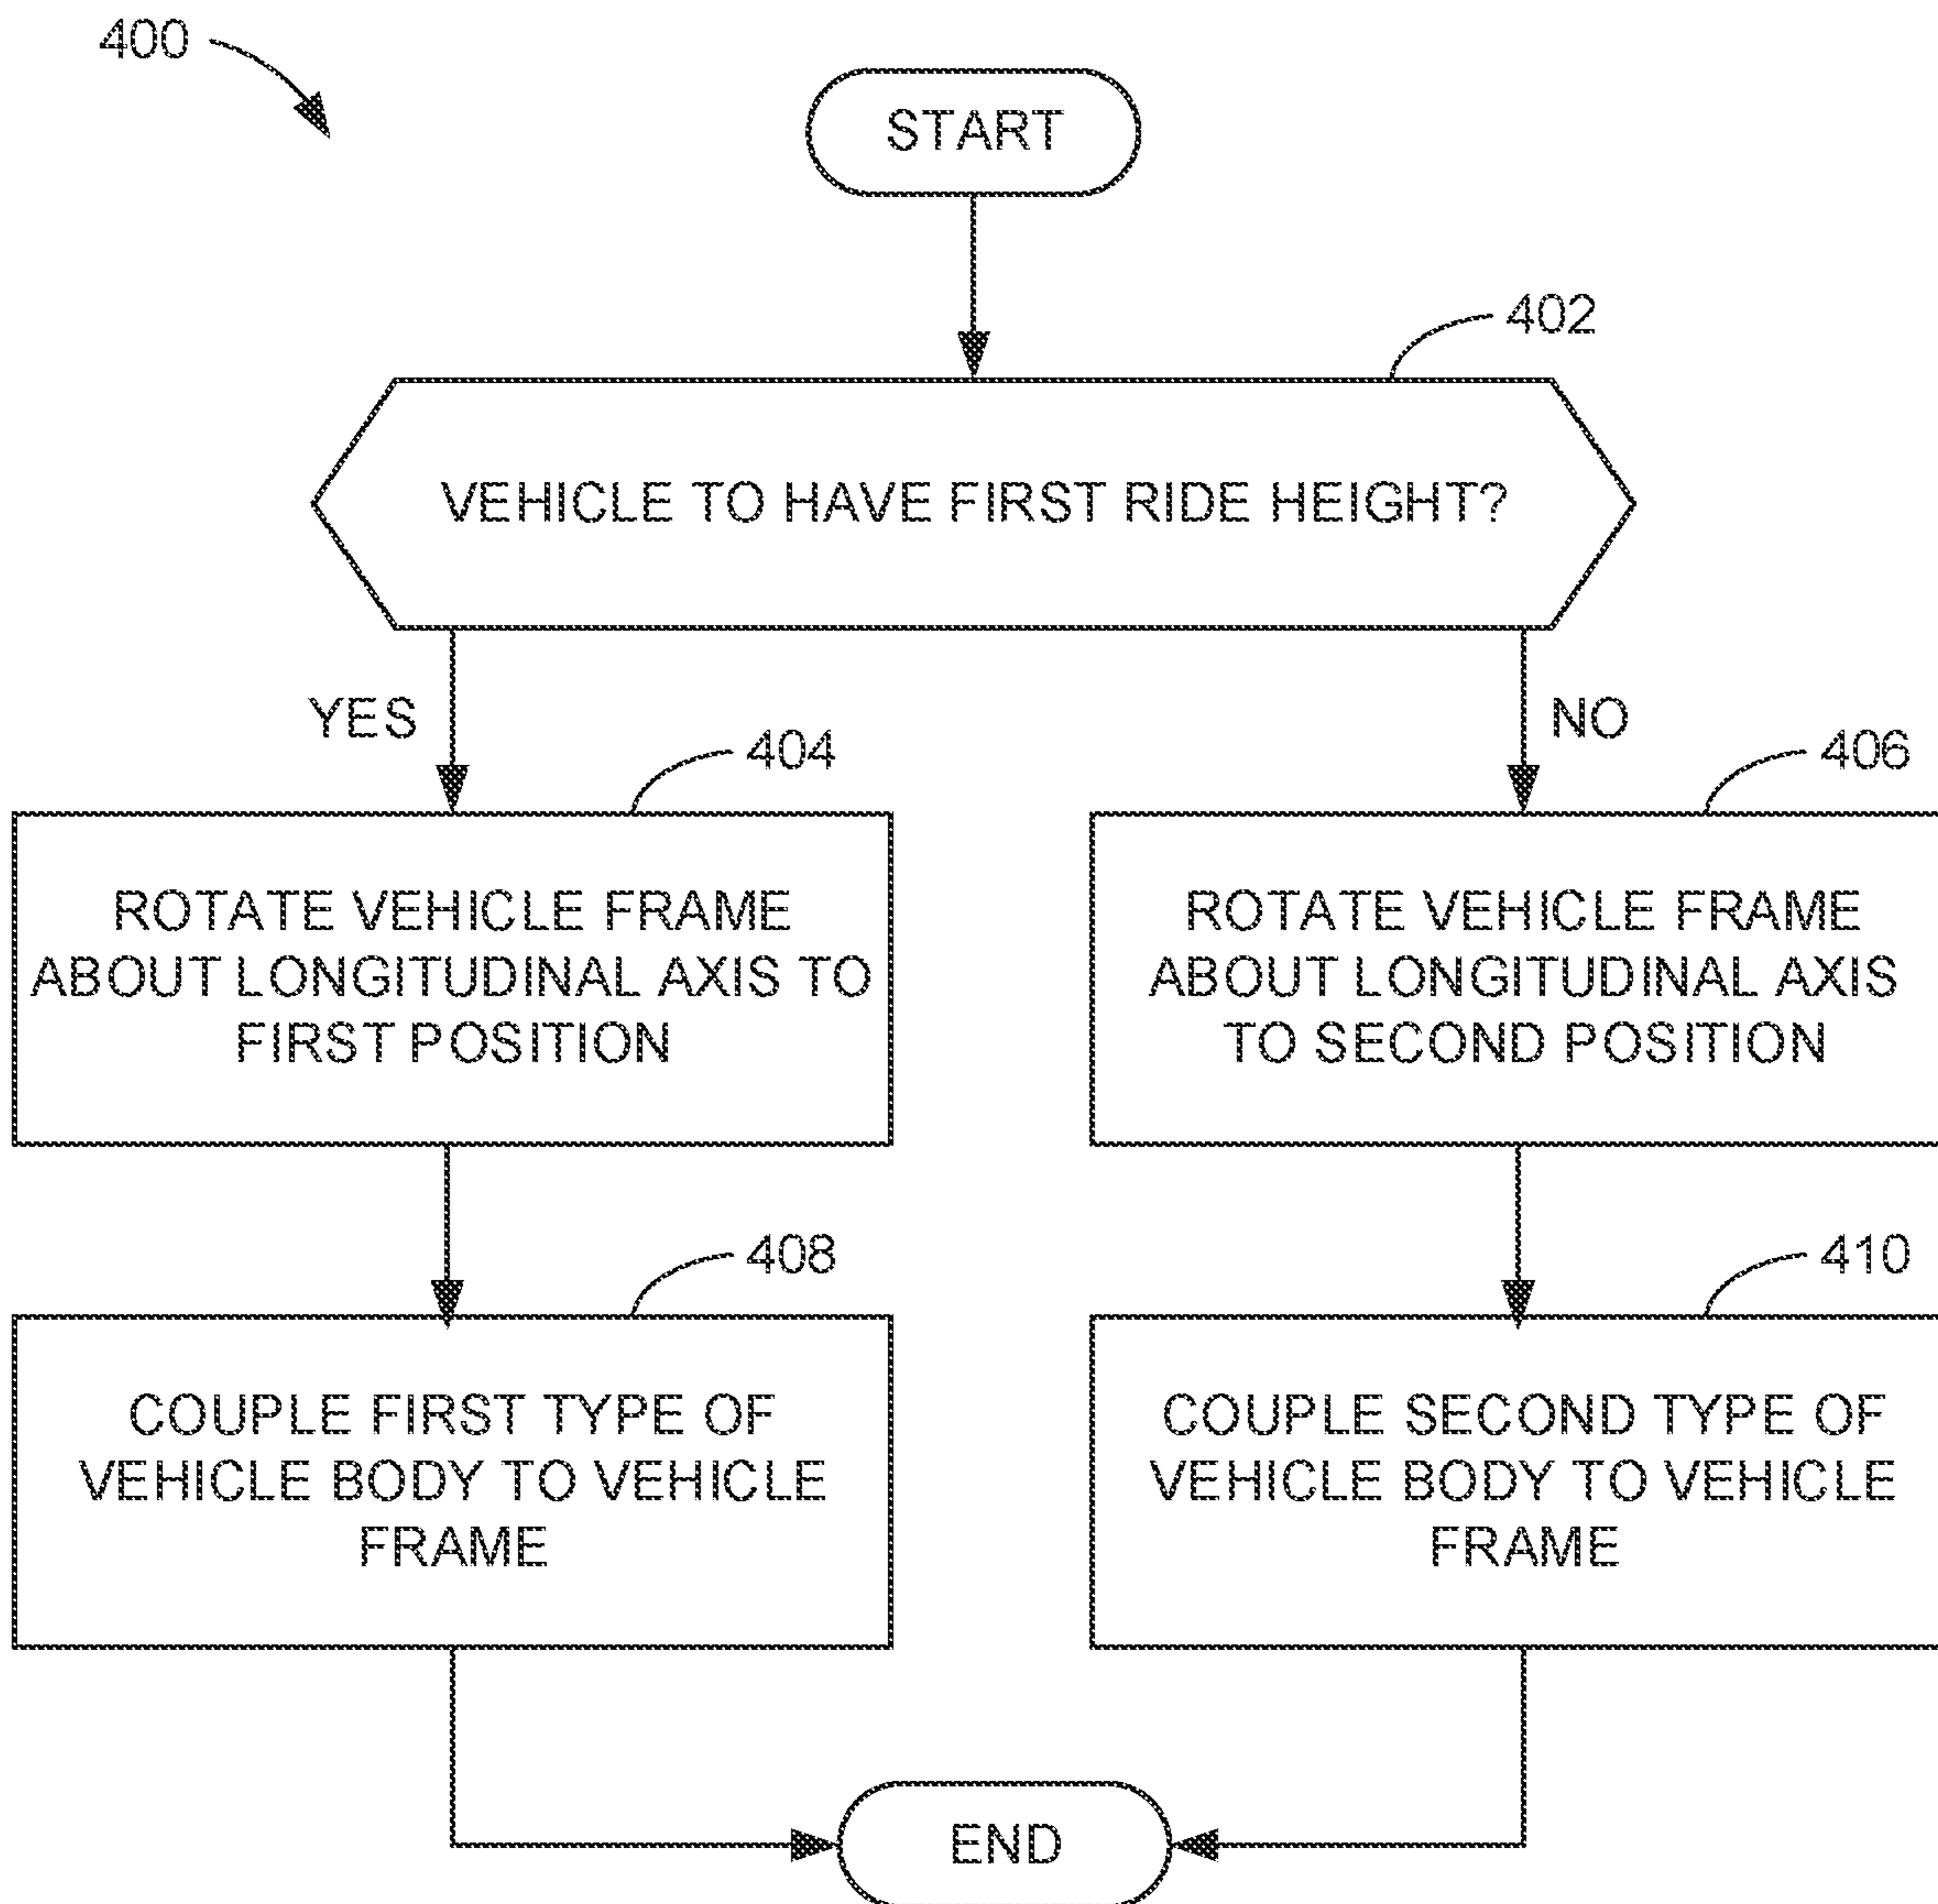 400
START
402
VEHICLE TO HAVE FIRST RIDE HEIGHT?
YES
NO
404
406
ROTATE VEHICLE FRAME
ABOUT LONGITUDINAL AXIS TO
FIRST POSITION
ROTATE VEHICLE FRAME
ABOUT LONGITUDINAL AXIS
TO SECOND POSITION
408
410
COUPLE FIRST TYPE OF
VEHICLE BODY TO VEHICLE
FRAME
COUPLE SECOND TYPE OF
VEHICLE BODY TO VEHICLE
FRAME
END